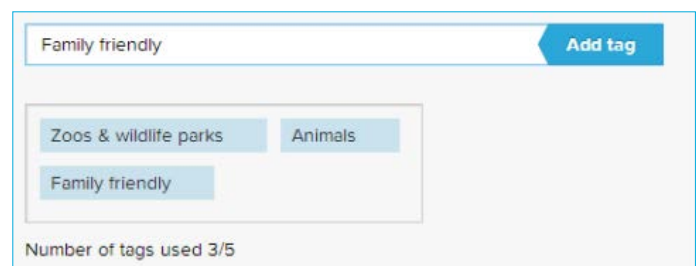 Family friendly Add tag
Zoos & wildlife parks Animals
Family friendly
Number of tags used 3/5